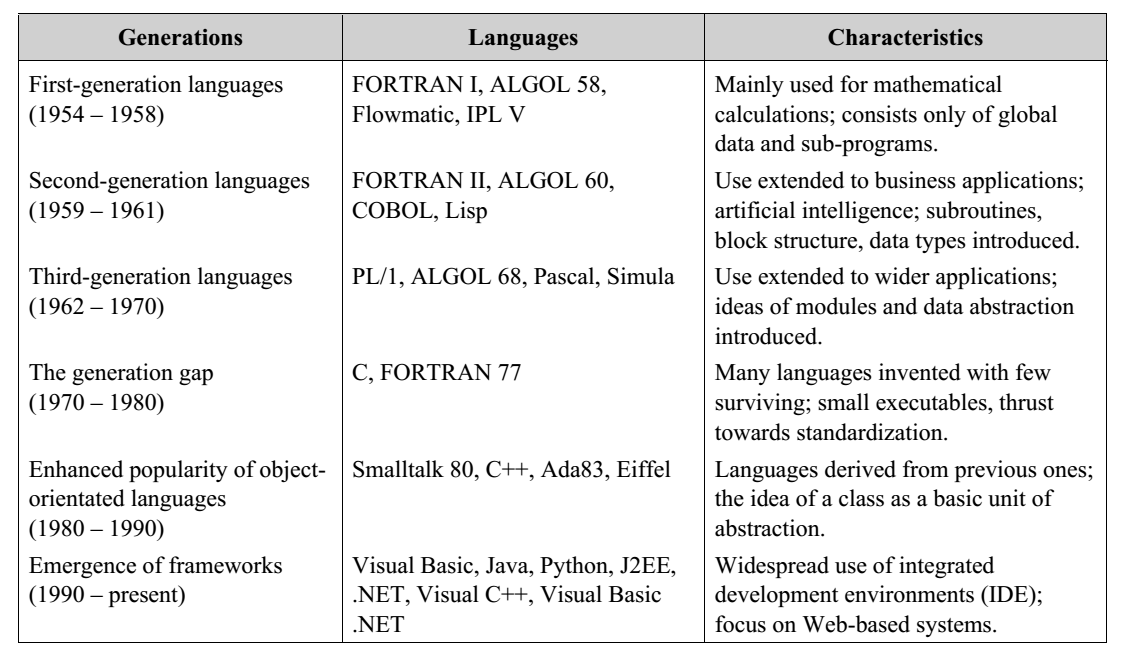 Generations Languages Characteristics
First-generation languages
(1954 – 1958)
FORTRAN I, ALGOL 58,
Flowmatic, IPL V
Mainly used for mathematical
calculations; consists only of global
data and sub-programs.
Second-generation languages
(1959 – 1961)
FORTRAN II, ALGOL 60,
COBOL, Lisp
Use extended to business applications;
artificial intelligence; subroutines,
block structure, data types introduced.
Third-generation languages
(1962 – 1970)
PL/1, ALGOL 68, Pascal, Simula
Use extended to wider applications;
ideas of modules and data abstraction
introduced.
The generation gap
(1970 – 1980)
C, FORTRAN 77
Many languages invented with few
surviving; small executables, thrust
towards standardization.
Enhanced popularity of object-
orientated languages
(1980 – 1990)
Smalltalk 80, C++, Ada83, Eiffel
Languages derived from previous ones;
the idea of a class as a basic unit of
abstraction.
Emergence of frameworks
(1990 – present)
Visual Basic, Java, Python, J2EE,
.NET, Visual C++, Visual Basic
.NET
Widespread use of integrated
development environments (IDE);
focus on Web-based systems.